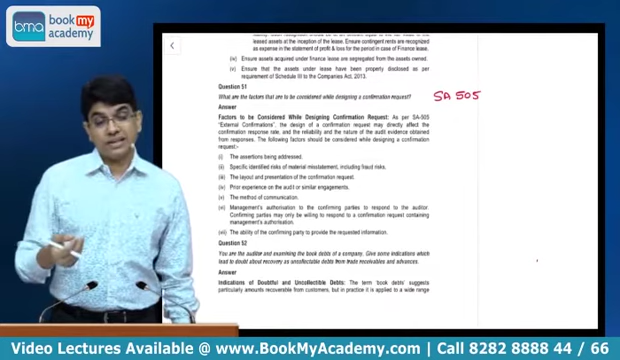 bma
book my
academy
leased assets at the inception of the lease. Ensure contingent rents are recognized
as expense in the statement of profit & loss for the period in case of Finance lease.
(iv) Ensure assets acquired under finance lease are segregated from the assets owned.
(v) Ensure that the assets under lease have been properly disclosed as per
requirement of Schedule III to the Companies Act, 2013.
Question 51
What are the factors that are to be considered while designing a confirmation request?
SA 505
Answer
Factors to be Considered While Designing Confirmation Request: As per SA-505
"External Confirmations", the design of a confirmation request may directly affect the
confirmation response rate, and the reliability and the nature of the audit evidence obtained
from responses. The following factors should be considered while designing a confirmation
request:-
(i) The assertions being addressed.
(ii) Specific identified risks of material misstatement, including fraud risks.
(iii) The layout and presentation of the confirmation request.
(iv) Prior experience on the audit or similar engagements.
(v) The method of communication.
(vi) Management's authorisation to the confirming parties to respond to the auditor.
Confirming parties may only be willing to respond to a confirmation request containing
management's authorisation.
(vii) The ability of the confirming party to provide the requested information.
Question 52
You are the auditor and examining the book debts of a company. Give some indications which
lead to doubt about recovery as uncollectable debts from trade receivables and advances.
Answer
Indications of Doubtful and Uncollectible Debts: The term 'book debts' suggests
particularly amounts recoverable from customers, but in practice it is applied to a wide range
Video Lectures Available @ www.BookMyAcademy.com | Call 8282 8888 44 / 66